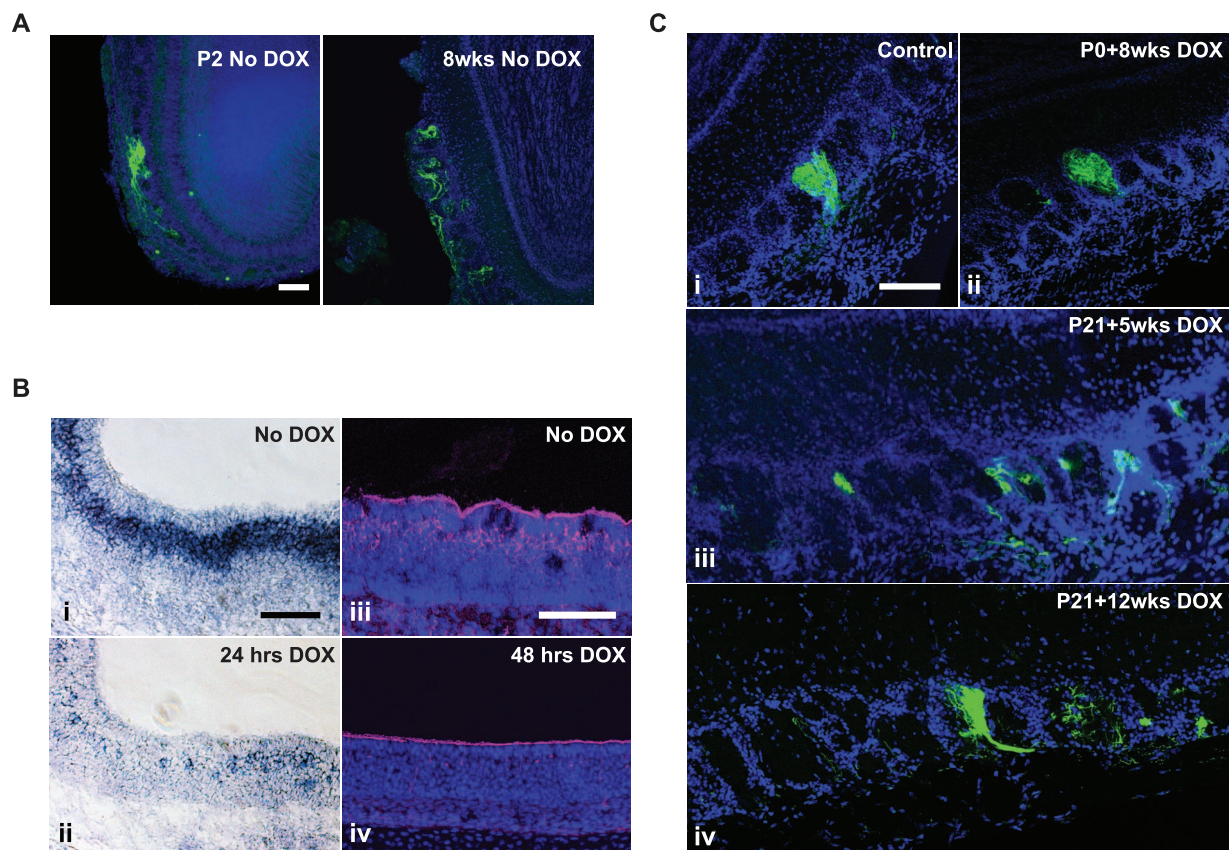 A
P2 No DOX
8wks No DOX
B
No DOX
i
No DOX
iii
24 hrs DOX
ii
48 hrs DOX
iv
C
Control
i
P0+8wks DOX
ii
P21+5wks DOX
iii
P21+12wks DOX
iv